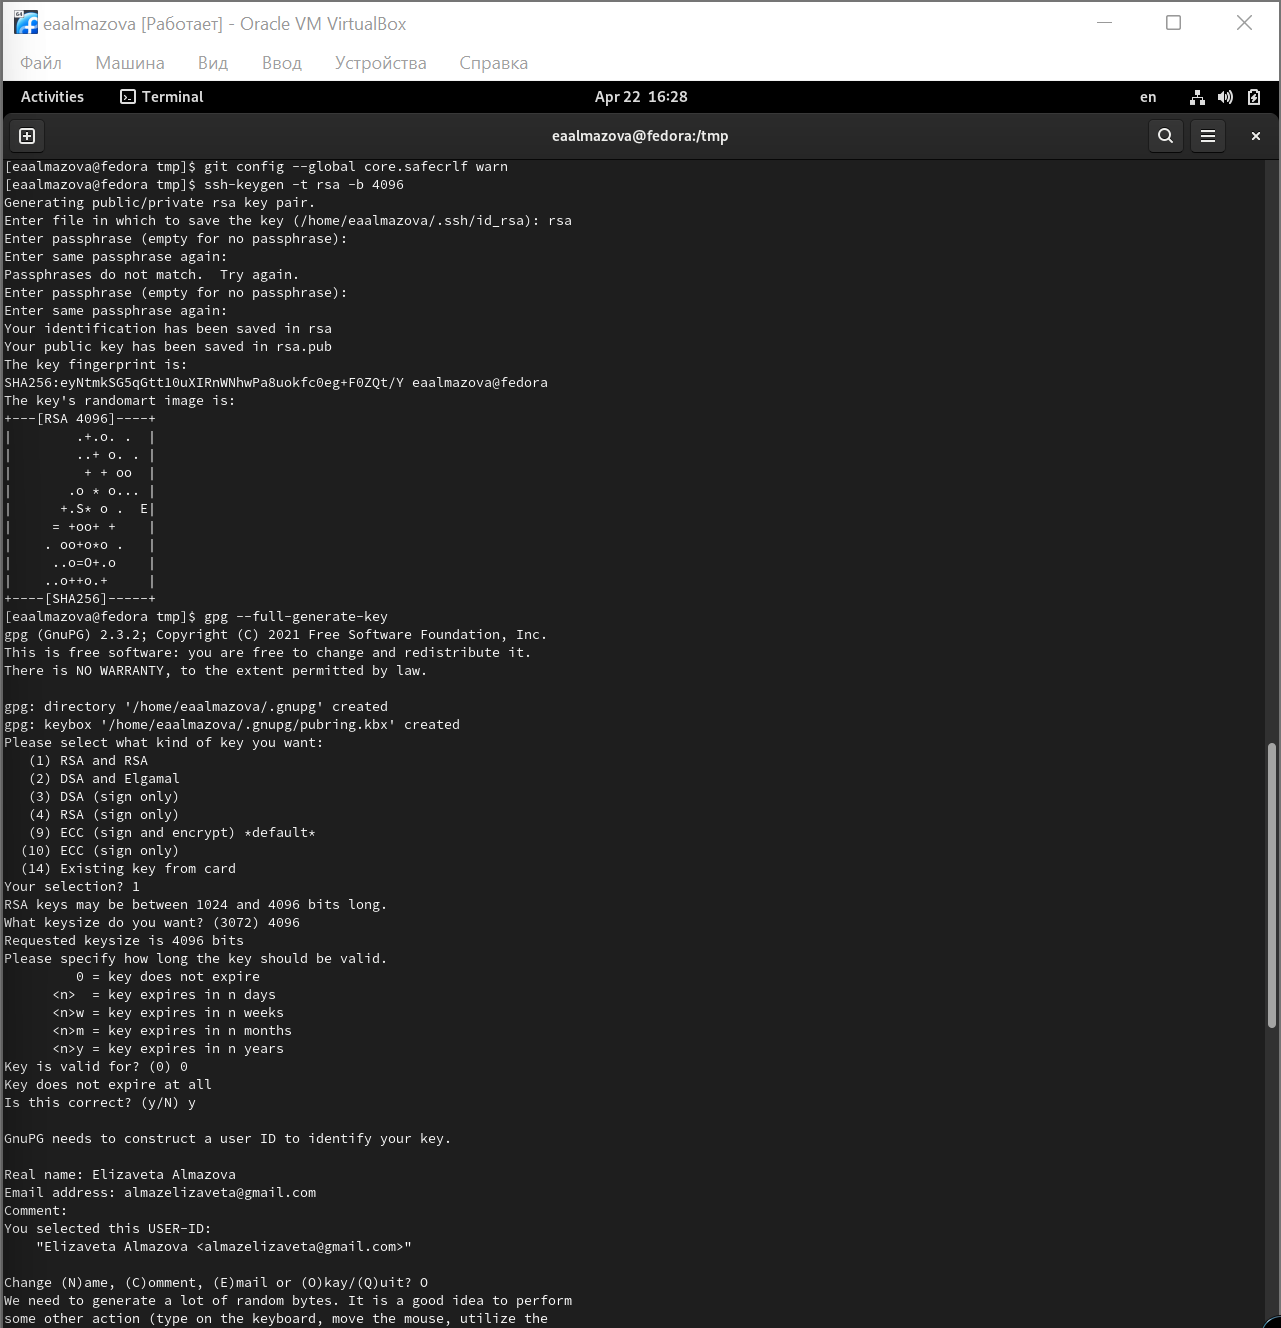 eaalmazova [Работает] - Oracle VM VirtualBox
Файл Машина Вид Ввод Устройства Справка
Activities Terminal Apr 22 16:28 en
eaalmazova@fedora:/tmp
[eaalmazova@fedora tmp]$ git config --global core.safecrlf warn
[eaalmazova@fedora tmp]$ ssh-keygen -t rsa -b 4096
Generating public/private rsa key pair.
Enter file in which to save the key (/home/eaalmazova/.ssh/id_rsa): rsa
Enter passphrase (empty for no passphrase):
Enter same passphrase again:
Passphrases do not match.  Try again.
Enter passphrase (empty for no passphrase):
Enter same passphrase again:
Your identification has been saved in rsa
Your public key has been saved in rsa.pub
The key fingerprint is:
SHA256:eyNtmkSG5qGtt10uXIRnWNhwPa8uokfc0eg+F0ZQt/Y eaalmazova@fedora
The key's randomart image is:
+---[RSA 4096]----+
|        .+.o. .  |
|        ..+ o. . |
|         + + oo  |
|       .o * o... |
|      +.S* o .  E|
|     = +oo+ +    |
|    . oo+o*o .   |
|     ..o=O+.o    |
|    ..o++o.+     |
+----[SHA256]-----+
[eaalmazova@fedora tmp]$ gpg --full-generate-key
gpg (GnuPG) 2.3.2; Copyright (C) 2021 Free Software Foundation, Inc.
This is free software: you are free to change and redistribute it.
There is NO WARRANTY, to the extent permitted by law.
gpg: directory '/home/eaalmazova/.gnupg' created
gpg: keybox '/home/eaalmazova/.gnupg/pubring.kbx' created
Please select what kind of key you want:
   (1) RSA and RSA
   (2) DSA and Elgamal
   (3) DSA (sign only)
   (4) RSA (sign only)
   (9) ECC (sign and encrypt) *default*
  (10) ECC (sign only)
  (14) Existing key from card
Your selection? 1
RSA keys may be between 1024 and 4096 bits long.
What keysize do you want? (3072) 4096
Requested keysize is 4096 bits
Please specify how long the key should be valid.
         0 = key does not expire
      <n>  = key expires in n days
      <n>w = key expires in n weeks
      <n>m = key expires in n months
      <n>y = key expires in n years
Key is valid for? (0) 0
Key does not expire at all
Is this correct? (y/N) y
GnuPG needs to construct a user ID to identify your key.
Real name: Elizaveta Almazova
Email address: almazelizaveta@gmail.com
Comment:
You selected this USER-ID:
    "Elizaveta Almazova <almazelizaveta@gmail.com>"
Change (N)ame, (C)omment, (E)mail or (O)kay/(Q)uit? O
We need to generate a lot of random bytes. It is a good idea to perform
some other action (type on the keyboard, move the mouse, utilize the